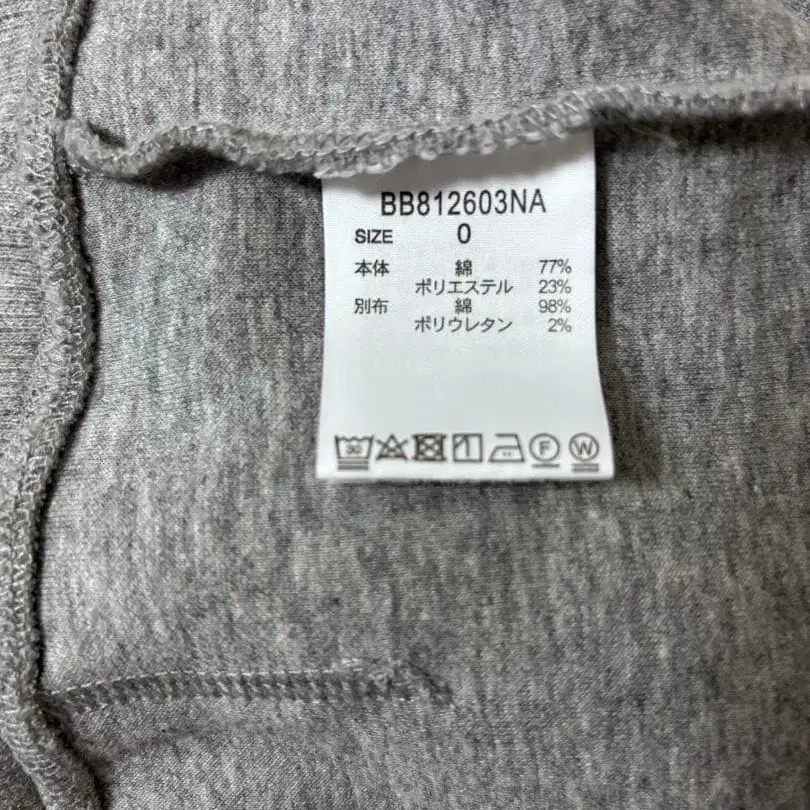 BB812603NA
SIZE 0
本体 綿 77%
ポリエステル 23%
別布 綿 98%
ポリウレタン 2%
30 F W